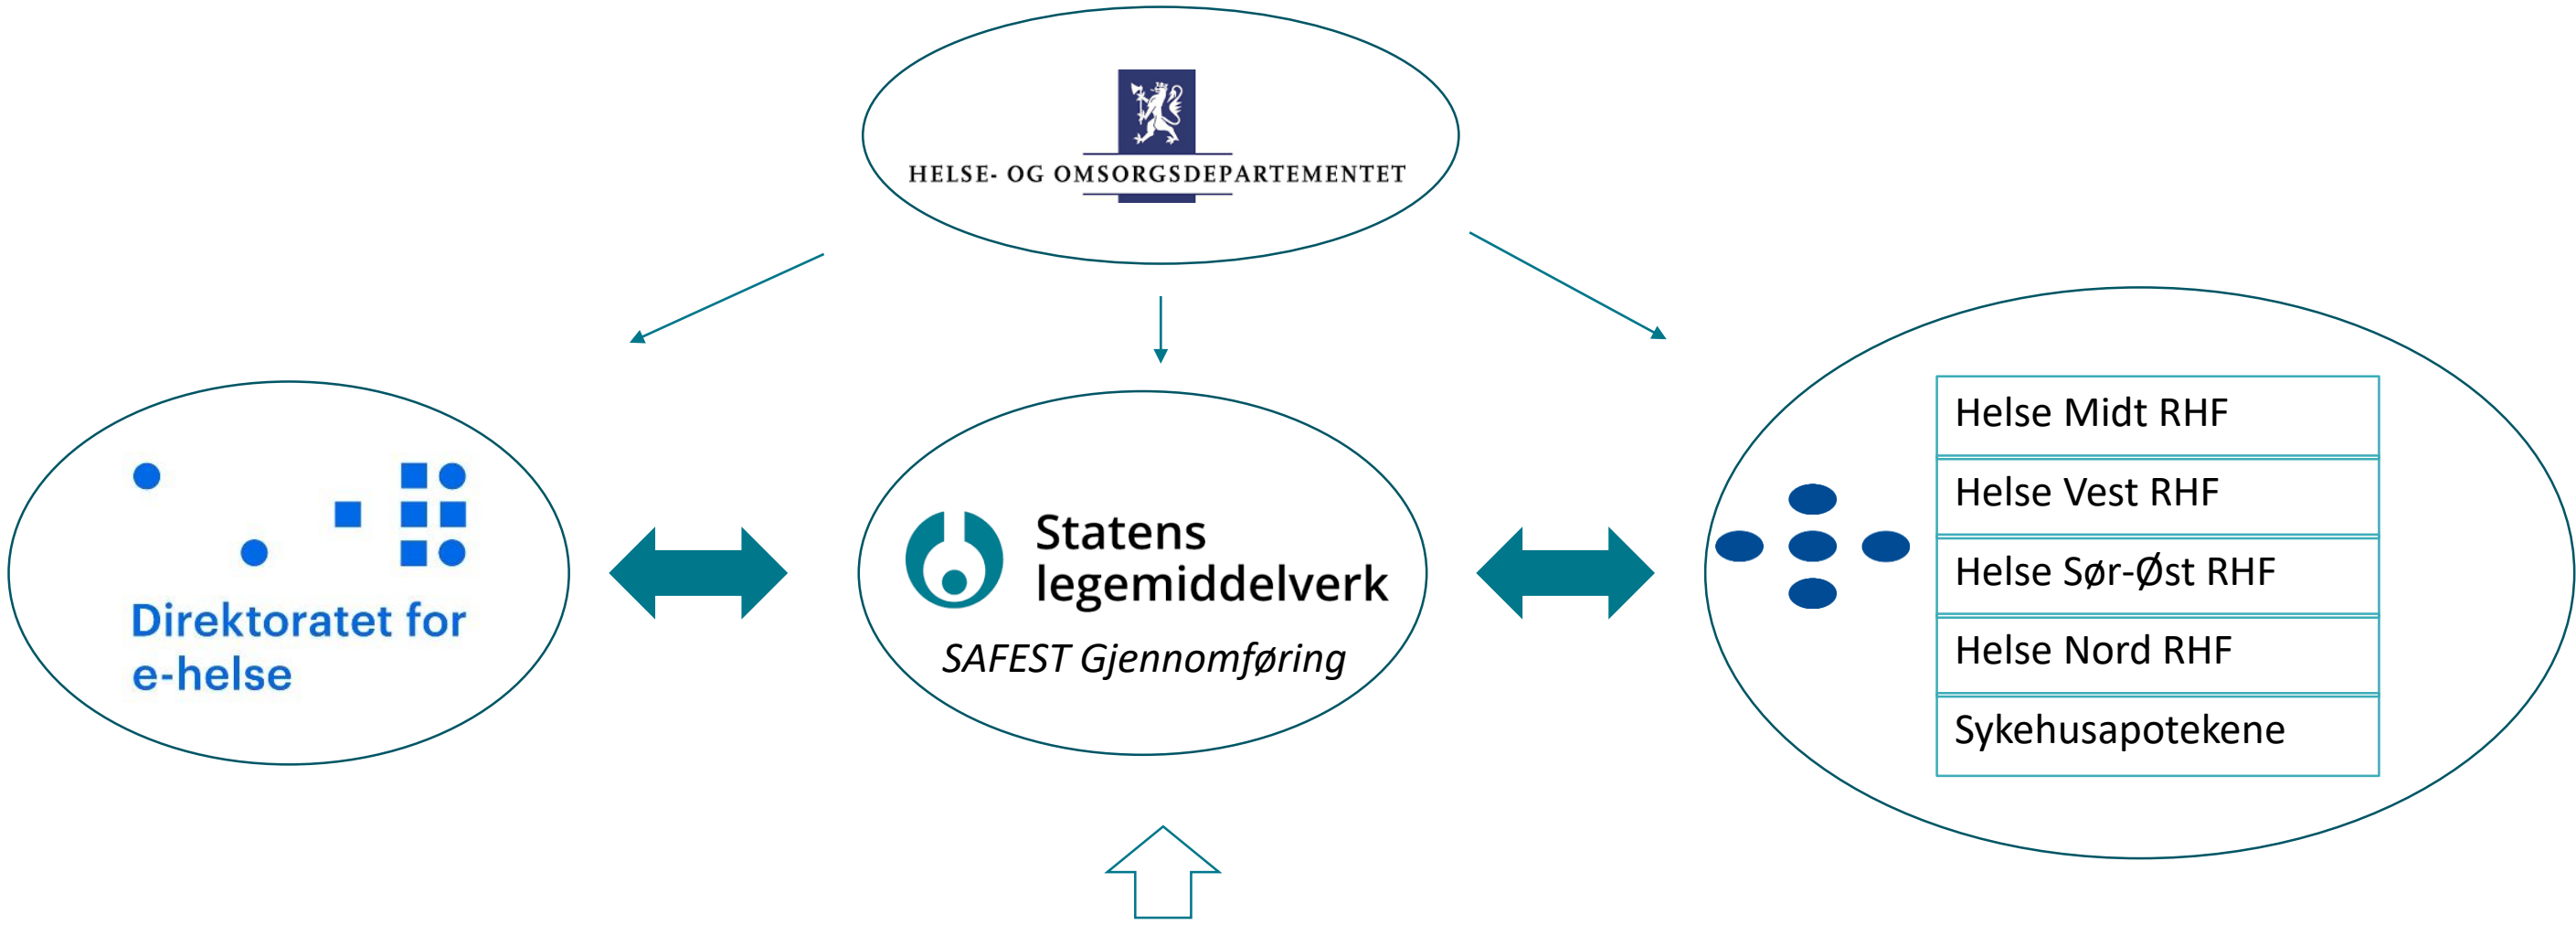 HELSE- OG OMSORGSDEPARTEMENTET
Direktoratet for
e-helse
Statens
legemiddelverk
SAFEST Gjennomføring
Helse Midt RHF
Helse Vest RHF
Helse Sør-Øst RHF
Helse Nord RHF
Sykehusapotekene